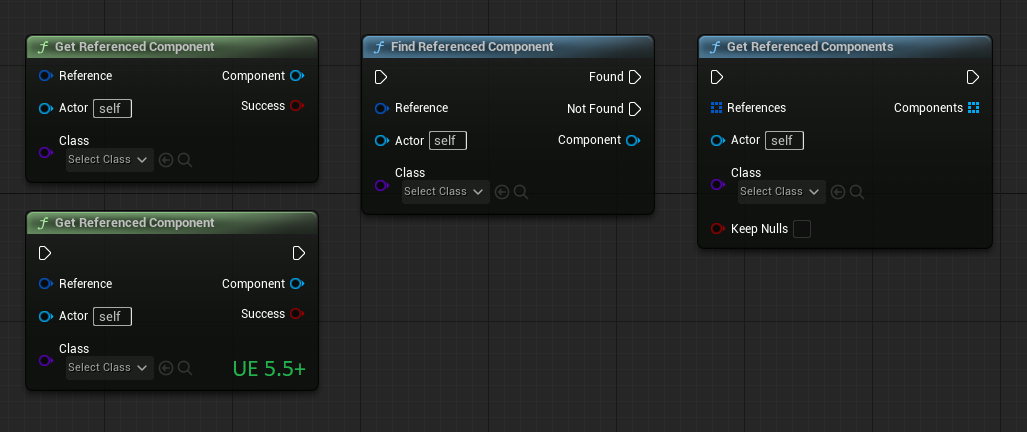 Get Referenced Component
Reference
Component
Actor
self
Success
Class
Select Class
Find Referenced Component
Found
Reference
Not Found
Actor
self
Component
Class
Select Class
Get Referenced Components
References
Components
Actor
self
Class
Select Class
Keep Nulls
Get Referenced Component
Reference
Component
Actor
self
Success
Class
Select Class
UE 5.5+